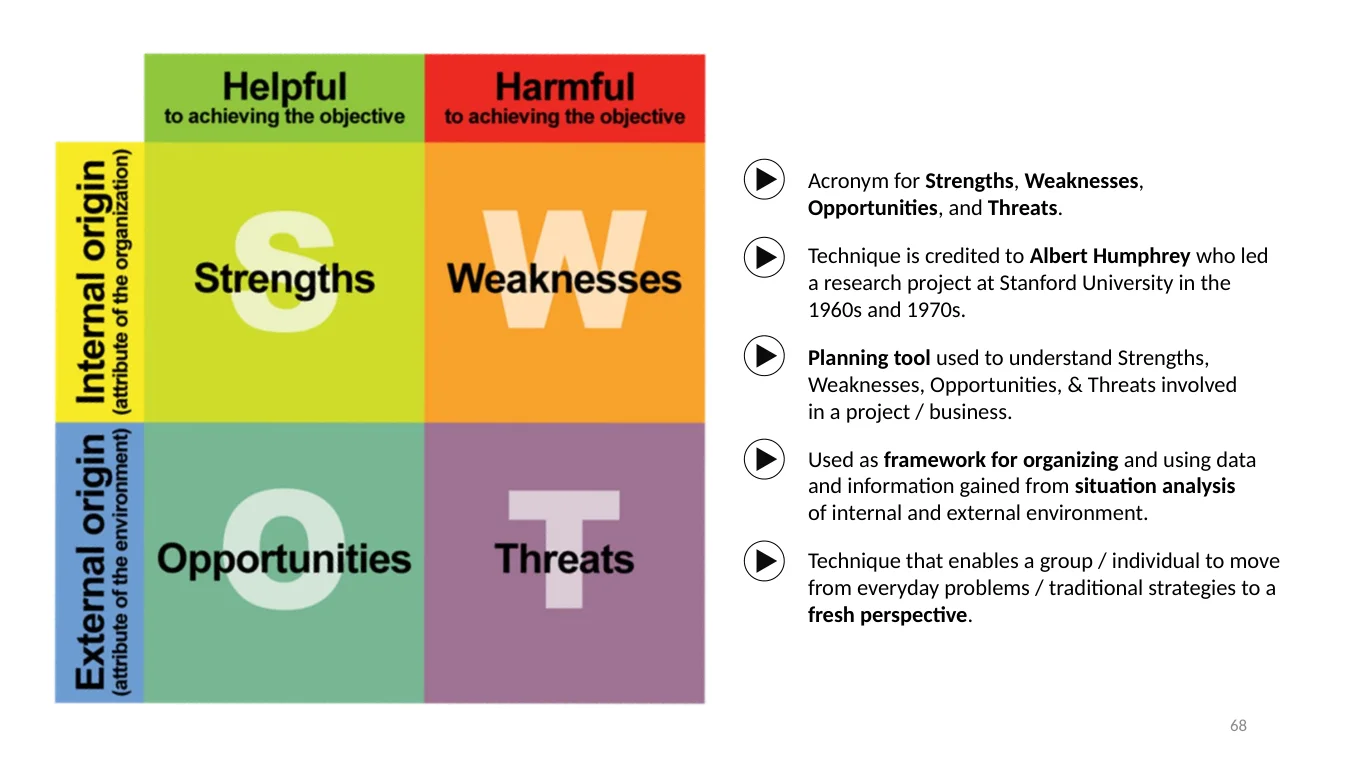 Helpful
to achieving the objective
Harmful
to achieving the objective
Internal origin
(attribute of the organization)
S
Strengths
W
Weaknesses
External origin
(attribute of the environment)
O
Opportunities
T
Threats
Acronym for Strengths, Weaknesses,
Opportunities, and Threats.
Technique is credited to Albert Humphrey who led
a research project at Stanford University in the
1960s and 1970s.
Planning tool used to understand Strengths,
Weaknesses, Opportunities, & Threats involved
in a project / business.
Used as framework for organizing and using data
and information gained from situation analysis
of internal and external environment.
Technique that enables a group / individual to move
from everyday problems / traditional strategies to a
fresh perspective.
68